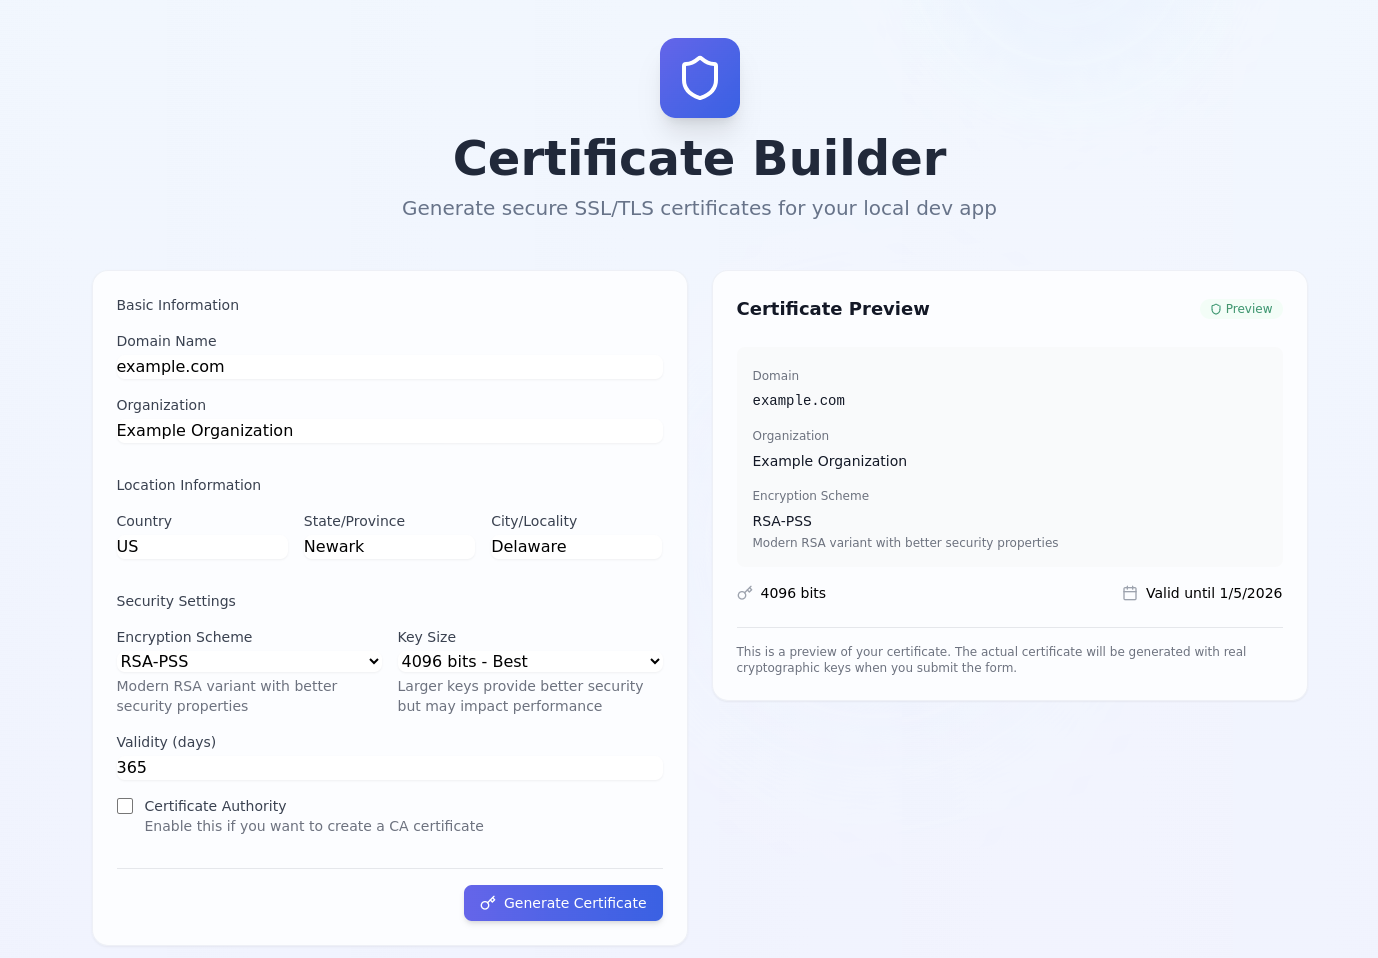 Certificate Builder
Generate secure SSL/TLS certificates for your local dev app
Basic Information
Domain Name
example.com
Organization
Example Organization
Location Information
Country
State/Province
City/Locality
US
Newark
Delaware
Security Settings
Encryption Scheme
Key Size
RSA-PSS
4096 bits - Best
Modern RSA variant with better
security properties
Larger keys provide better security
but may impact performance
Validity (days)
365
Certificate Authority
Enable this if you want to create a CA certificate
Generate Certificate
Certificate Preview
Preview
Domain
example.com
Organization
Example Organization
Encryption Scheme
RSA-PSS
Modern RSA variant with better security properties
4096 bits
Valid until 1/5/2026
This is a preview of your certificate. The actual certificate will be generated with real
cryptographic keys when you submit the form.